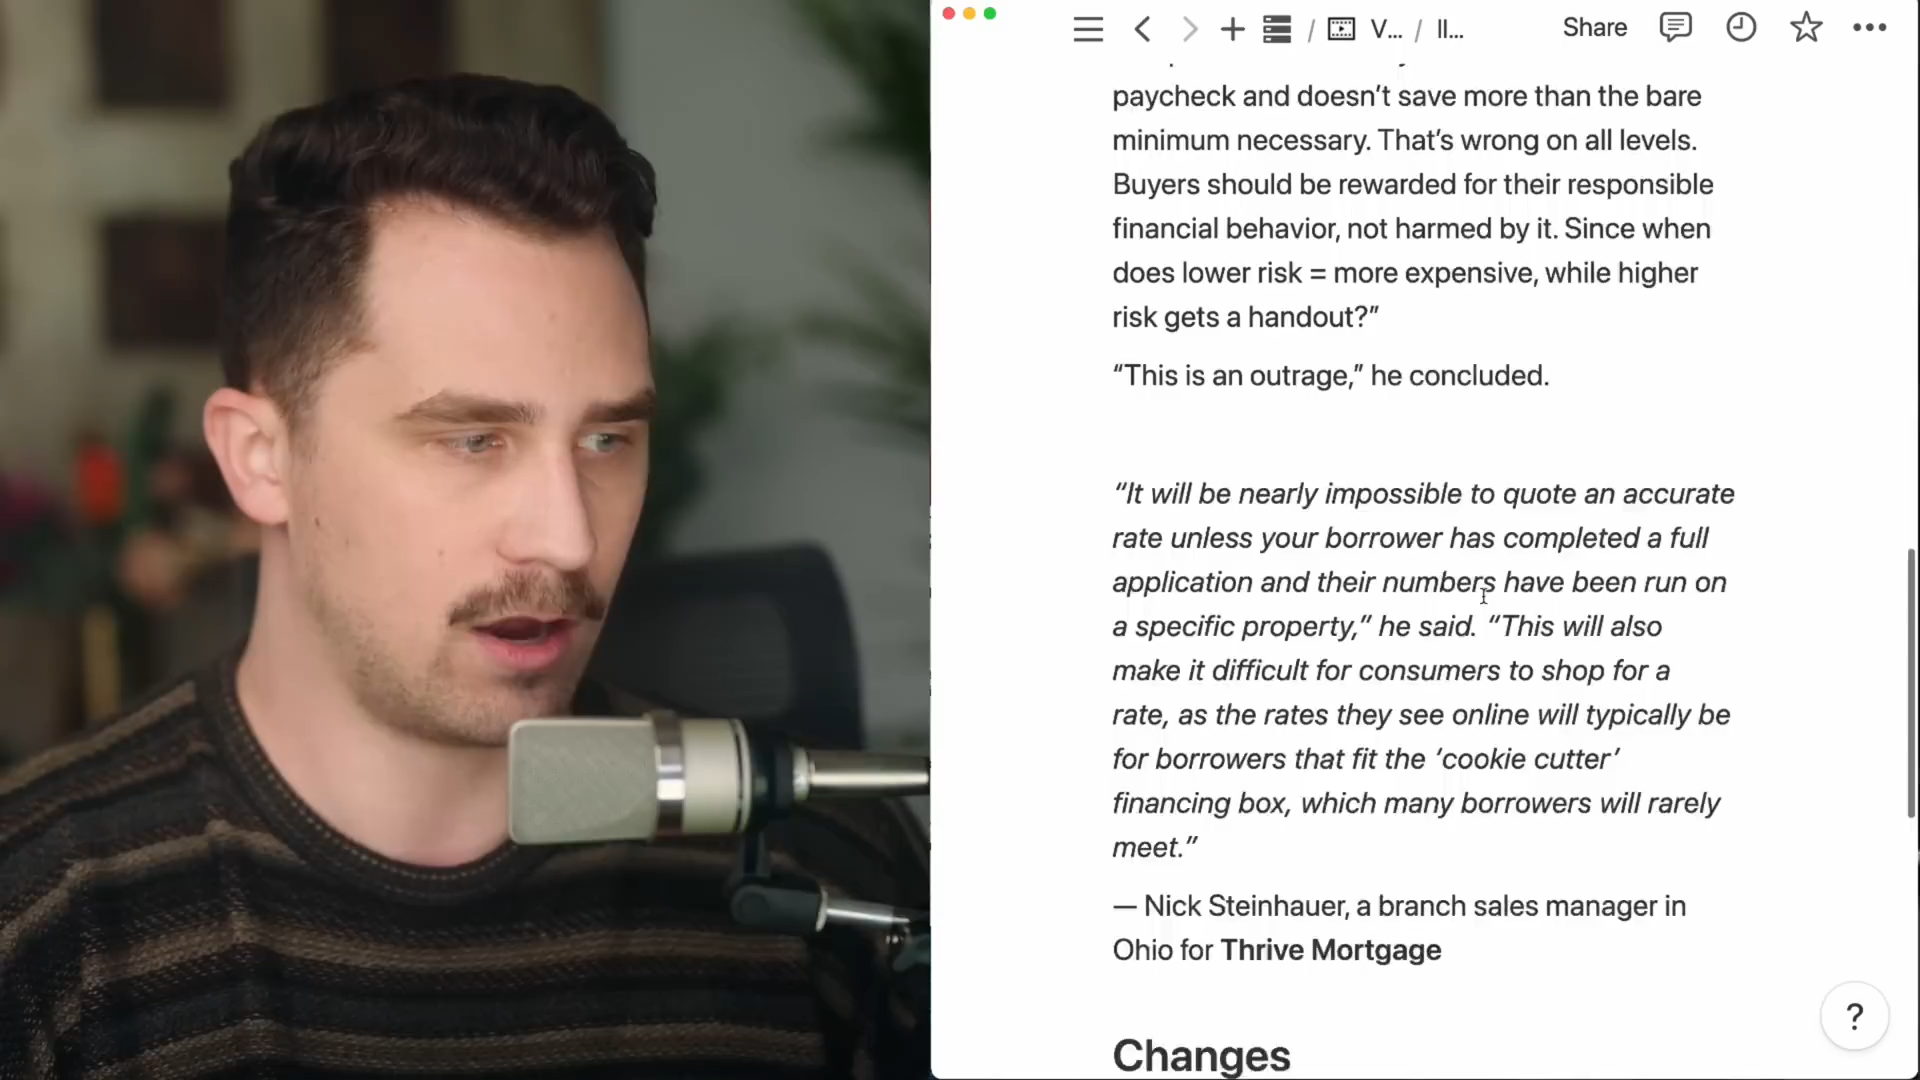 V... / ll...
Share
paycheck and doesn’t save more than the bare
minimum necessary. That’s wrong on all levels.
Buyers should be rewarded for their responsible
financial behavior, not harmed by it. Since when
does lower risk = more expensive, while higher
risk gets a handout?”
“This is an outrage,” he concluded.
“It will be nearly impossible to quote an accurate
rate unless your borrower has completed a full
application and their numbers have been run on
a specific property,” he said. “This will also
make it difficult for consumers to shop for a
rate, as the rates they see online will typically be
for borrowers that fit the ‘cookie cutter’
financing box, which many borrowers will rarely
meet.”
— Nick Steinhauer, a branch sales manager in
Ohio for Thrive Mortgage
?
Changes